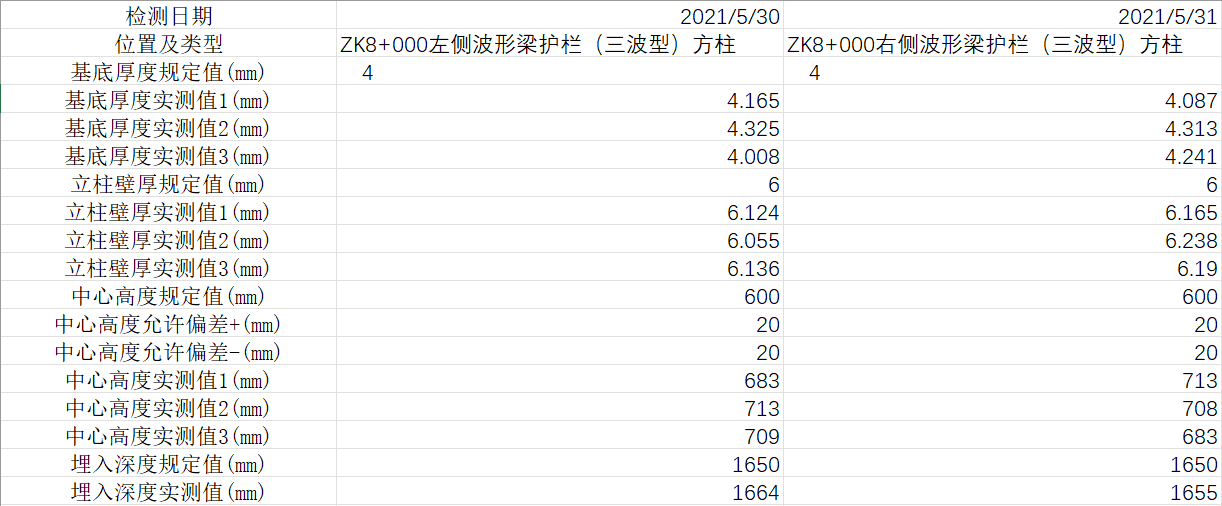 检测日期 2021/5/30 2021/5/31
位置及类型 ZK8+000左侧波形梁护栏（三波型）方柱 ZK8+000右侧波形梁护栏（三波型）方柱
基底厚度规定值(mm) 4 4
基底厚度实测值1(mm) 4.165 4.087
基底厚度实测值2(mm) 4.325 4.313
基底厚度实测值3(mm) 4.008 4.241
立柱壁厚规定值(mm) 6 6
立柱壁厚实测值1(mm) 6.124 6.165
立柱壁厚实测值2(mm) 6.055 6.238
立柱壁厚实测值3(mm) 6.136 6.19
中心高度规定值(mm) 600 600
中心高度允许偏差+(mm) 20 20
中心高度允许偏差-(mm) 20 20
中心高度实测值1(mm) 683 713
中心高度实测值2(mm) 713 708
中心高度实测值3(mm) 709 683
埋入深度规定值(mm) 1650 1650
埋入深度实测值(mm) 1664 1655